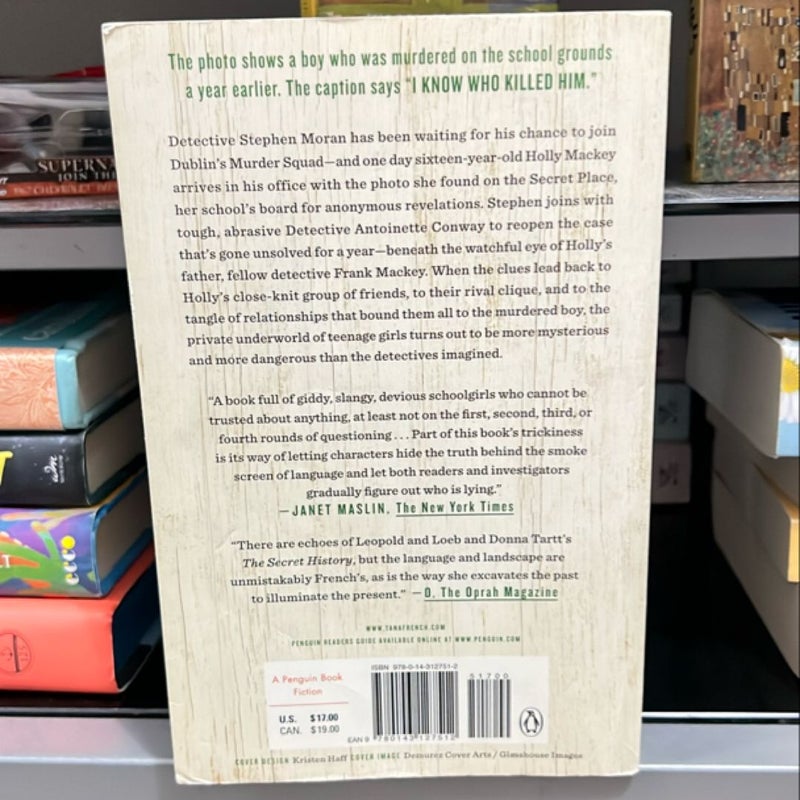 The photo shows a boy who was murdered on the school grounds
a year earlier. The caption says "I KNOW WHO KILLED HIM."
Detective Stephen Moran has been waiting for his chance to join
Dublin's Murder Squad—and one day sixteen-year-old Holly Mackey
arrives in his office with the photo she found on the Secret Place,
her school's board for anonymous revelations. Stephen joins with
tough, abrasive Detective Antoinette Conway to reopen the case
that's gone unsolved for a year—beneath the watchful eye of Holly's
father, fellow detective Frank Mackey. When the clues lead back to
Holly's close-knit group of friends, to their rival clique, and to the
tangle of relationships that bound them all to the murdered boy, the
private underworld of teenage girls turns out to be more mysterious
and more dangerous than the detectives imagined.
"A book full of giddy, slangy, devious schoolgirls who cannot be
trusted about anything, at least not on the first, second, third, or
fourth rounds of questioning . . . Part of this book's trickiness
is its way of letting characters hide the truth behind the smoke
screen of language and let both readers and investigators
gradually figure out who is lying."
—JANET MASLIN, The New York Times
"There are echoes of Leopold and Loeb and Donna Tartt's
The Secret History, but the language and landscape are
unmistakably French's, as is the way she excavates the past
to illuminate the present." —O, The Oprah Magazine
WWW.TANAFRENCH.COM
PENGUIN READERS GUIDE AVAILABLE ONLINE AT WWW.PENGUIN.COM
A Penguin Book
Fiction
U.S. $17.00
CAN. $19.00
ISBN 978-0-14-312751-2
51700
EAN 9 780143 127512
COVER DESIGN Kristen Haff COVER IMAGE Demurez Cover Arts / Glasshouse Images
JOIN THE